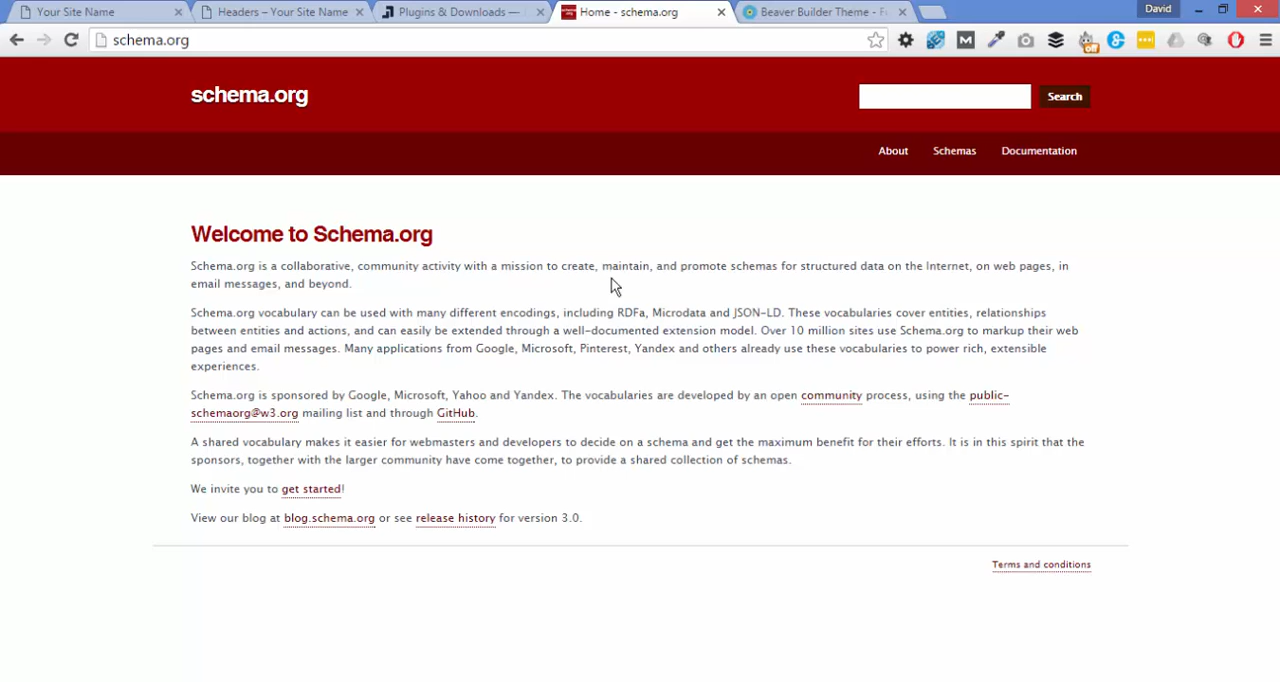 Your Site Name
Headers – Your Site Name
Plugins & Downloads —
Home - schema.org
Beaver Builder Theme - F
David
schema.org
schema.org
Search
About Schemas Documentation
Welcome to Schema.org
Schema.org is a collaborative, community activity with a mission to create, maintain, and promote schemas for structured data on the Internet, on web pages, in
email messages, and beyond.
Schema.org vocabulary can be used with many different encodings, including RDFa, Microdata and JSON-LD. These vocabularies cover entities, relationships
between entities and actions, and can easily be extended through a well-documented extension model. Over 10 million sites use Schema.org to markup their web
pages and email messages. Many applications from Google, Microsoft, Pinterest, Yandex and others already use these vocabularies to power rich, extensible
experiences.
Schema.org is sponsored by Google, Microsoft, Yahoo and Yandex. The vocabularies are developed by an open community process, using the public-
schemaorg@w3.org mailing list and through GitHub.
A shared vocabulary makes it easier for webmasters and developers to decide on a schema and get the maximum benefit for their efforts. It is in this spirit that the
sponsors, together with the larger community have come together, to provide a shared collection of schemas.
We invite you to get started!
View our blog at blog.schema.org or see release history for version 3.0.
Terms and conditions